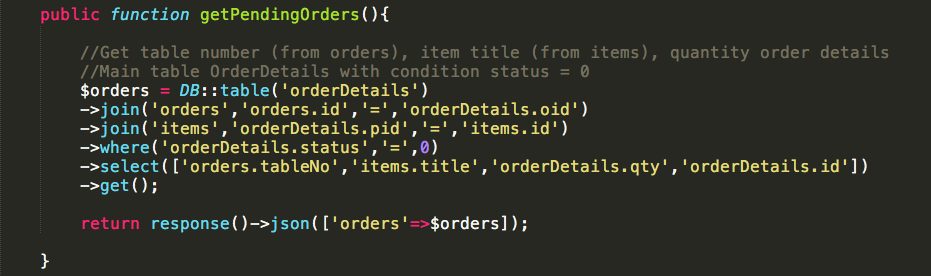 public function getPendingOrders(){
//Get table number (from orders), item title (from items), quantity order details
//Main table OrderDetails with condition status = 0
$orders = DB::table('orderDetails')
->join('orders','orders.id','=','orderDetails.oid')
->join('items','orderDetails.pid','=','items.id')
->where('orderDetails.status','=',0)
->select(['orders.tableNo','items.title','orderDetails.qty','orderDetails.id'])
->get();
return response()->json(['orders'=>$orders]);
}